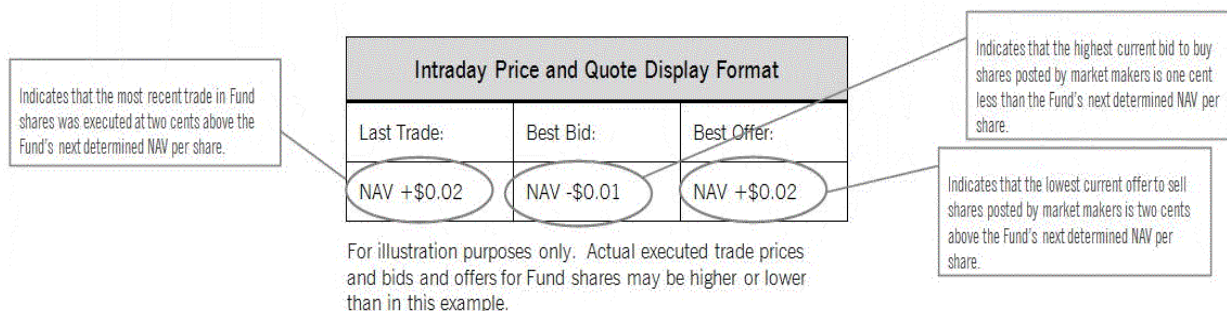 Indicates that the most recent trade in Fund
shares was executed at two cents above the
Fund's next determined NAV per share.
Intraday Price and Quote Display Format
Last Trade:
Best Bid:
Best Offer:
NAV +$0.02
NAV -$0.01
NAV +$0.02
For illustration purposes only. Actual executed trade prices
and bids and offers for Fund shares may be higher or lower
than in this example.
Indicates that the highest current bid to buy
shares posted by market makers is one cent
less than the Fund's next determined NAV per
share.
Indicates that the lowest current offer to sell
shares posted by market makers is two cents
above the Fund's next determined NAV per
share.